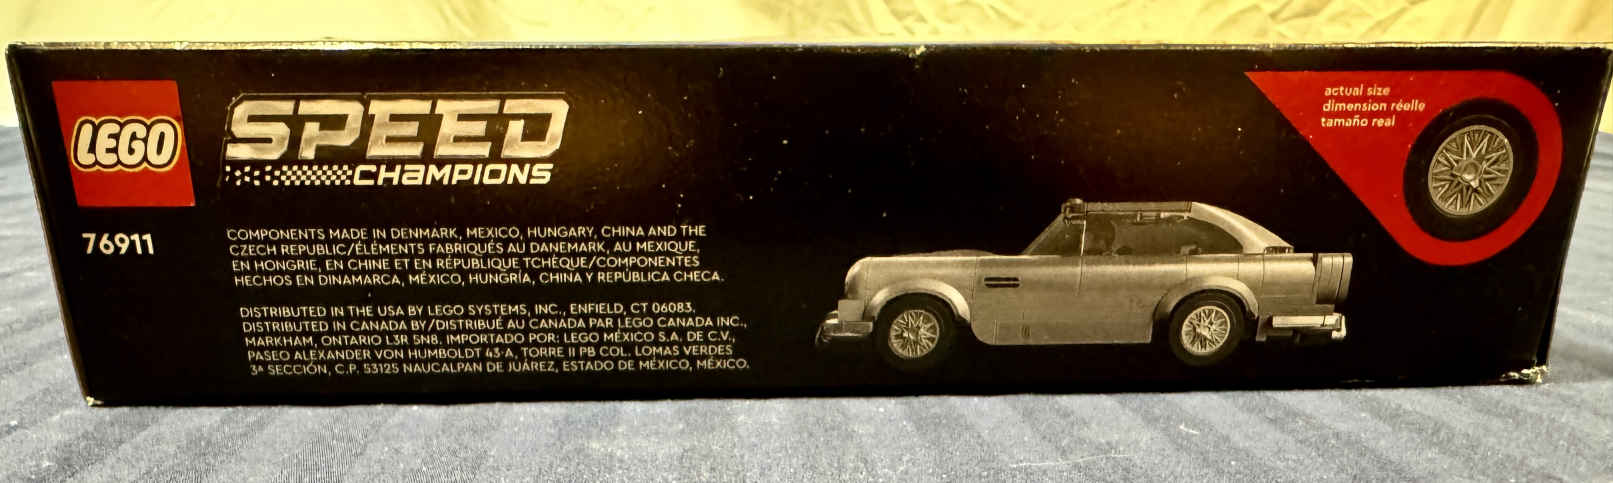 LEGO
SPEED
CHAMPIONS
76911
COMPONENTS MADE IN DENMARK, MEXICO, HUNGARY, CHINA AND THE
CZECH REPUBLIC/ÉLÉMENTS FABRIQUÉS AU DANEMARK, AU MEXIQUE,
EN HONGRIE, EN CHINE ET EN RÉPUBLIQUE TCHÈQUE/COMPONENTES
HECHOS EN DINAMARCA, MÉXICO, HUNGRÍA, CHINA Y REPÚBLICA CHECA.
DISTRIBUTED IN THE USA BY LEGO SYSTEMS, INC., ENFIELD, CT 06083.
DISTRIBUTED IN CANADA BY/DISTRIBUÉ AU CANADA PAR LEGO CANADA INC.,
MARKHAM, ONTARIO L3R 5N8. IMPORTADO POR: LEGO MÉXICO S.A. DE C.V.,
PASEO ALEXANDER VON HUMBOLDT 43-A, TORRE II PB COL. LOMAS VERDES
3ª SECCIÓN, C.P. 53125 NAUCALPAN DE JUÁREZ, ESTADO DE MÉXICO, MÉXICO.
actual size
dimension réelle
tamaño real